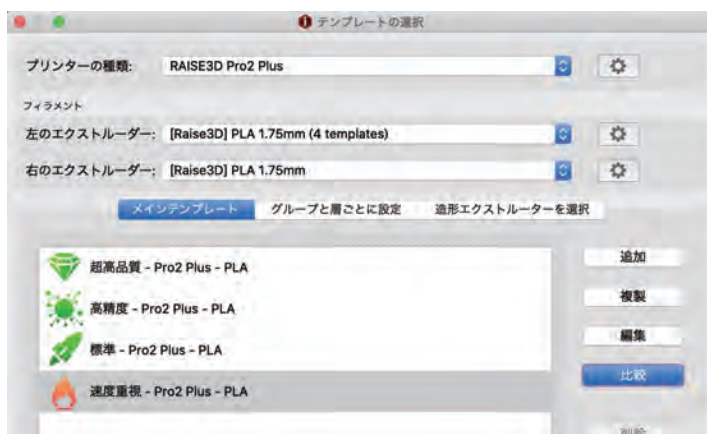 テンプレートの選択
プリンターの種類: RAISE3D Pro2 Plus
フィラメント
左のエクストルーダー: [Raise3D] PLA 1.75mm (4 templates)
右のエクストルーダー: [Raise3D] PLA 1.75mm
メインテンプレート グループと層ごとに設定 造形エクストルーターを選択
追加
超高品質 - Pro2 Plus - PLA
複製
高精度 - Pro2 Plus - PLA
編集
標準 - Pro2 Plus - PLA
比較
速度重視 - Pro2 Plus - PLA